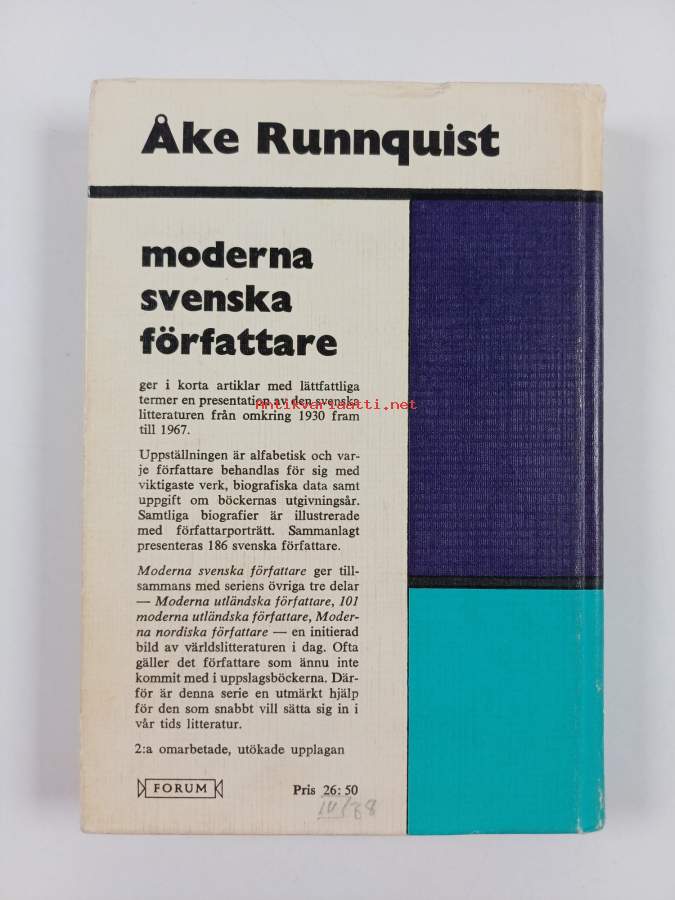 Åke Runnquist
moderna
svenska
författare
ger i korta artiklar med lättfattliga
termer en presentation av den svenska
litteraturen från omkring 1930 fram
till 1967.
Antikvariaatti.net
Uppställningen är alfabetisk och var-
je författare behandlas för sig med
viktigaste verk, biografiska data samt
uppgift om böckernas utgivningsår.
Samtliga biografier är illustrerade
med författarporträtt. Sammanlagt
presenteras 186 svenska författare.
Moderna svenska författare ger till-
sammans med seriens övriga tre delar
— Moderna utländska författare, 101
moderna utländska författare, Moder-
na nordiska författare — en initierad
bild av världslitteraturen i dag. Ofta
gäller det författare som ännu inte
kommit med i uppslagsböckerna. Där-
för är denna serie en utmärkt hjälp
för den som snabbt vill sätta sig in i
vår tids litteratur.
2:a omarbetade, utökade upplagan
FORUM Pris 26:50